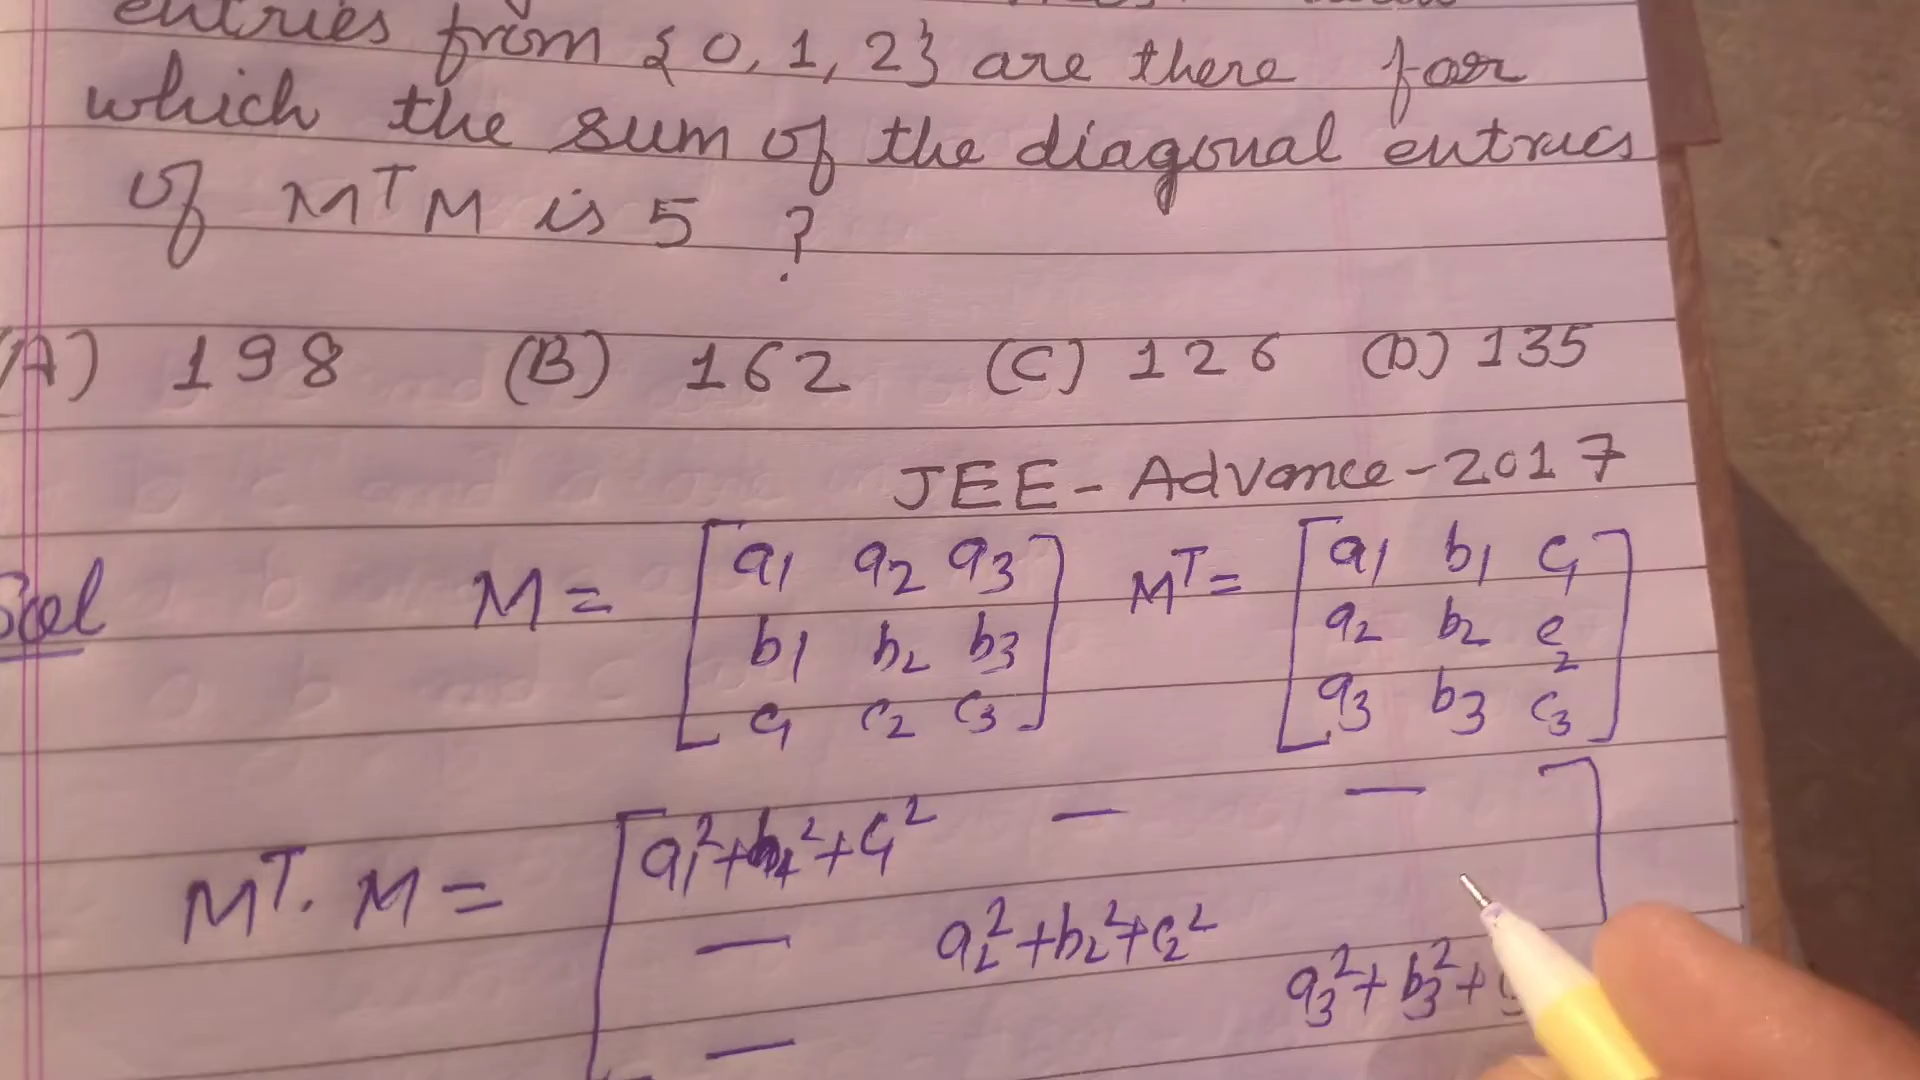 entries from {0, 1, 2} are there for
which the sum of the diagonal entries
of MᵀM is 5 ?
(A) 198 (B) 162 (C) 126 (D) 135
JEE - Advance - 2017
Sol M = [a₁ a₂ a₃ Mᵀ = [a₁ b₁ c₁
b₁ b₂ b₃ a₂ b₂ c₂
c₁ c₂ c₃] a₃ b₃ c₃]
Mᵀ. M = [a₁²+b₁²+c₁² — —
— a₂²+b₂²+c₂²
— a₃²+b₃²+